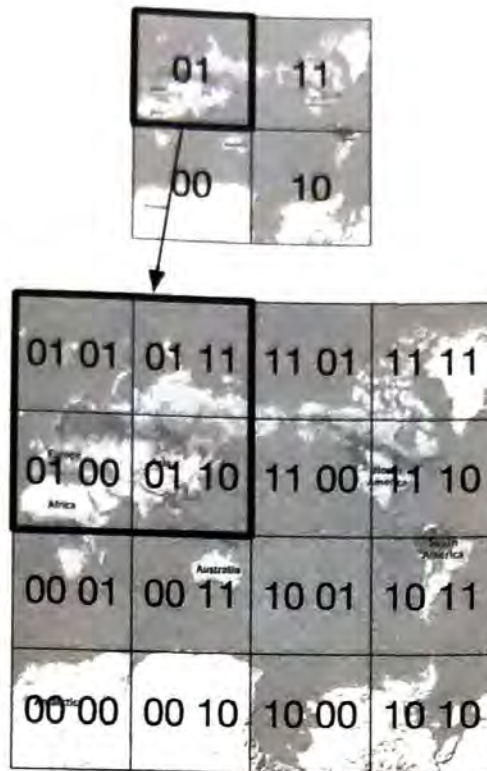 01 11
00 10
01 01 01 11 11 01 11 11
01 00 01 10 11 00 11 10
Africa
South
America
Australia
00 01 00 11 10 01 10 11
00 00 00 10 10 00 10 10